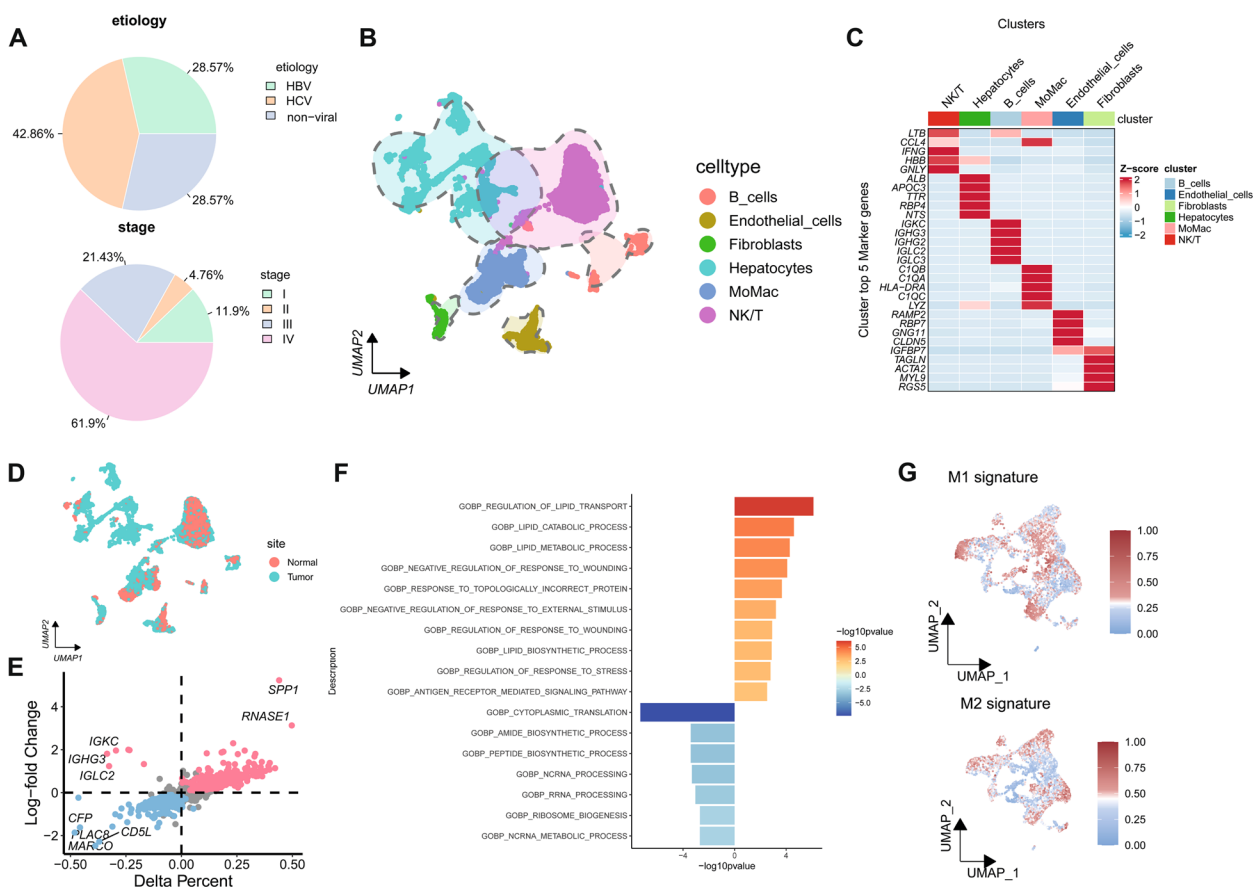 A
etiology
28.57%
42.86%
28.57%
etiology
HBV
HCV
non-viral
stage
21.43%
4.76%
11.9%
61.9%
stage
I
II
III
IV
B
UMAP2
UMAP1
celltype
B_cells
Endothelial_cells
Fibroblasts
Hepatocytes
MoMac
NK/T
C
Clusters
NK/T
Hepatocytes
B_cells
MoMac
Endothelial_cells
Fibroblasts
cluster
Cluster top 5 Marker genes
LTB
CCL4
IFNG
HBB
GNLY
ALB
APOC3
TTR
RBP4
NTS
IGKC
IGHG3
IGHG2
IGLC2
IGLC3
C1QB
C1QA
HLA−DRA
C1QC
LYZ
RAMP2
RBP7
GNG11
CLDN5
IGFBP7
TAGLN
ACTA2
MYL9
RGS5
Z−score
2
1
0
−1
−2
cluster
B_cells
Endothelial_cells
Fibroblasts
Hepatocytes
MoMac
NK/T
D
UMAP2
UMAP1
site
Normal
Tumor
E
Log−fold Change
4
2
0
−2
SPP1
RNASE1
IGKC
IGHG3
IGLC2
CFP
PLAC8
CD5L
MARCO
−0.50
−0.25
0.00
0.25
0.50
Delta Percent
F
Description
GOBP_REGULATION_OF_LIPID_TRANSPORT
GOBP_LIPID_CATABOLIC_PROCESS
GOBP_LIPID_METABOLIC_PROCESS
GOBP_NEGATIVE_REGULATION_OF_RESPONSE_TO_WOUNDING
GOBP_RESPONSE_TO_TOPOLOGICALLY_INCORRECT_PROTEIN
GOBP_NEGATIVE_REGULATION_OF_RESPONSE_TO_EXTERNAL_STIMULUS
GOBP_REGULATION_OF_RESPONSE_TO_WOUNDING
GOBP_LIPID_BIOSYNTHETIC_PROCESS
GOBP_REGULATION_OF_RESPONSE_TO_STRESS
GOBP_ANTIGEN_RECEPTOR_MEDIATED_SIGNALING_PATHWAY
GOBP_CYTOPLASMIC_TRANSLATION
GOBP_AMIDE_BIOSYNTHETIC_PROCESS
GOBP_PEPTIDE_BIOSYNTHETIC_PROCESS
GOBP_NCRNA_PROCESSING
GOBP_RRNA_PROCESSING
GOBP_RIBOSOME_BIOGENESIS
GOBP_NCRNA_METABOLIC_PROCESS
−4
0
4
−log10pvalue
−log10pvalue
5.0
2.5
0.0
−2.5
−5.0
G
M1 signature
1.00
0.75
0.50
0.25
0.00
UMAP_2
UMAP_1
M2 signature
1.00
0.75
0.50
0.25
0.00
UMAP_2
UMAP_1